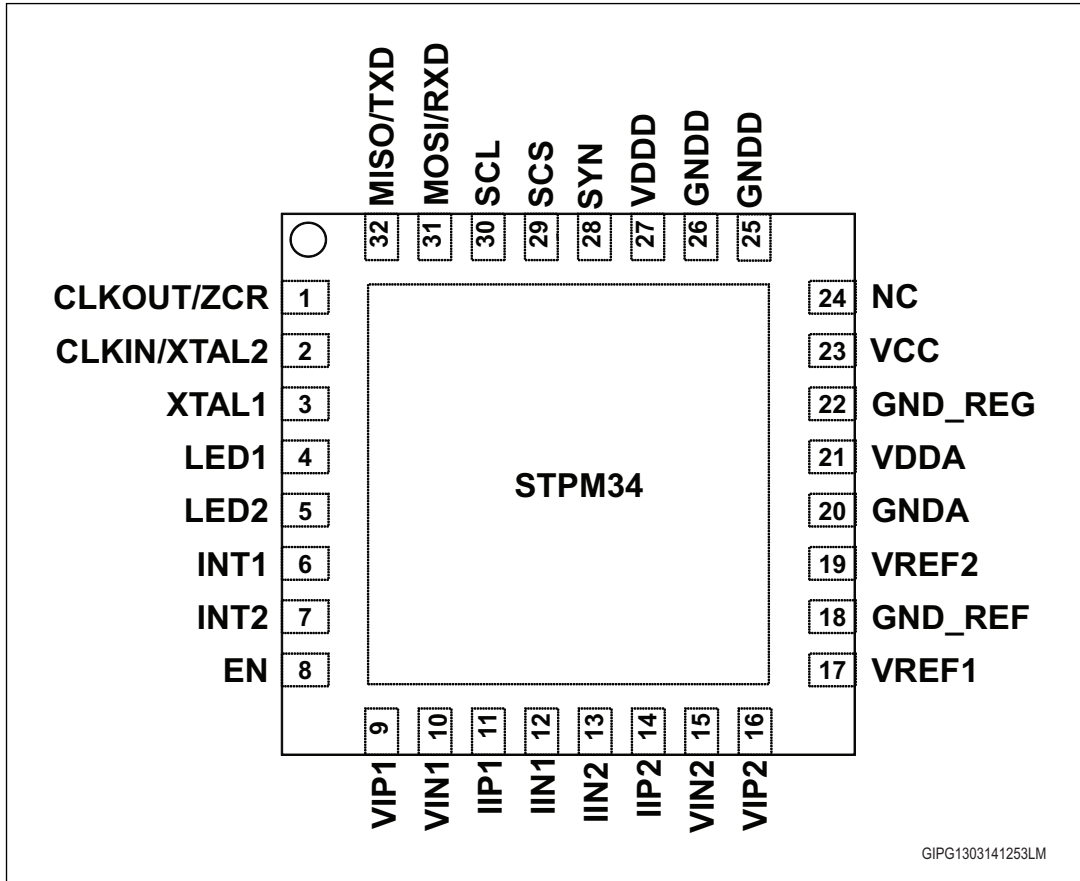 MISO/TXD
MOSI/RXD
SCL
SCS
SYN
VDDD
GNDD
GNDD
32
31
30
29
28
27
26
25
CLKOUT/ZCR 1
CLKIN/XTAL2 2
XTAL1 3
LED1 4
LED2 5
INT1 6
INT2 7
EN 8
STPM34
24 NC
23 VCC
22 GND_REG
21 VDDA
20 GNDA
19 VREF2
18 GND_REF
17 VREF1
9
10
11
12
13
14
15
16
VIP1
VIN1
IIP1
IIN1
IIN2
IIP2
VIN2
VIP2
GIPG1303141253LM